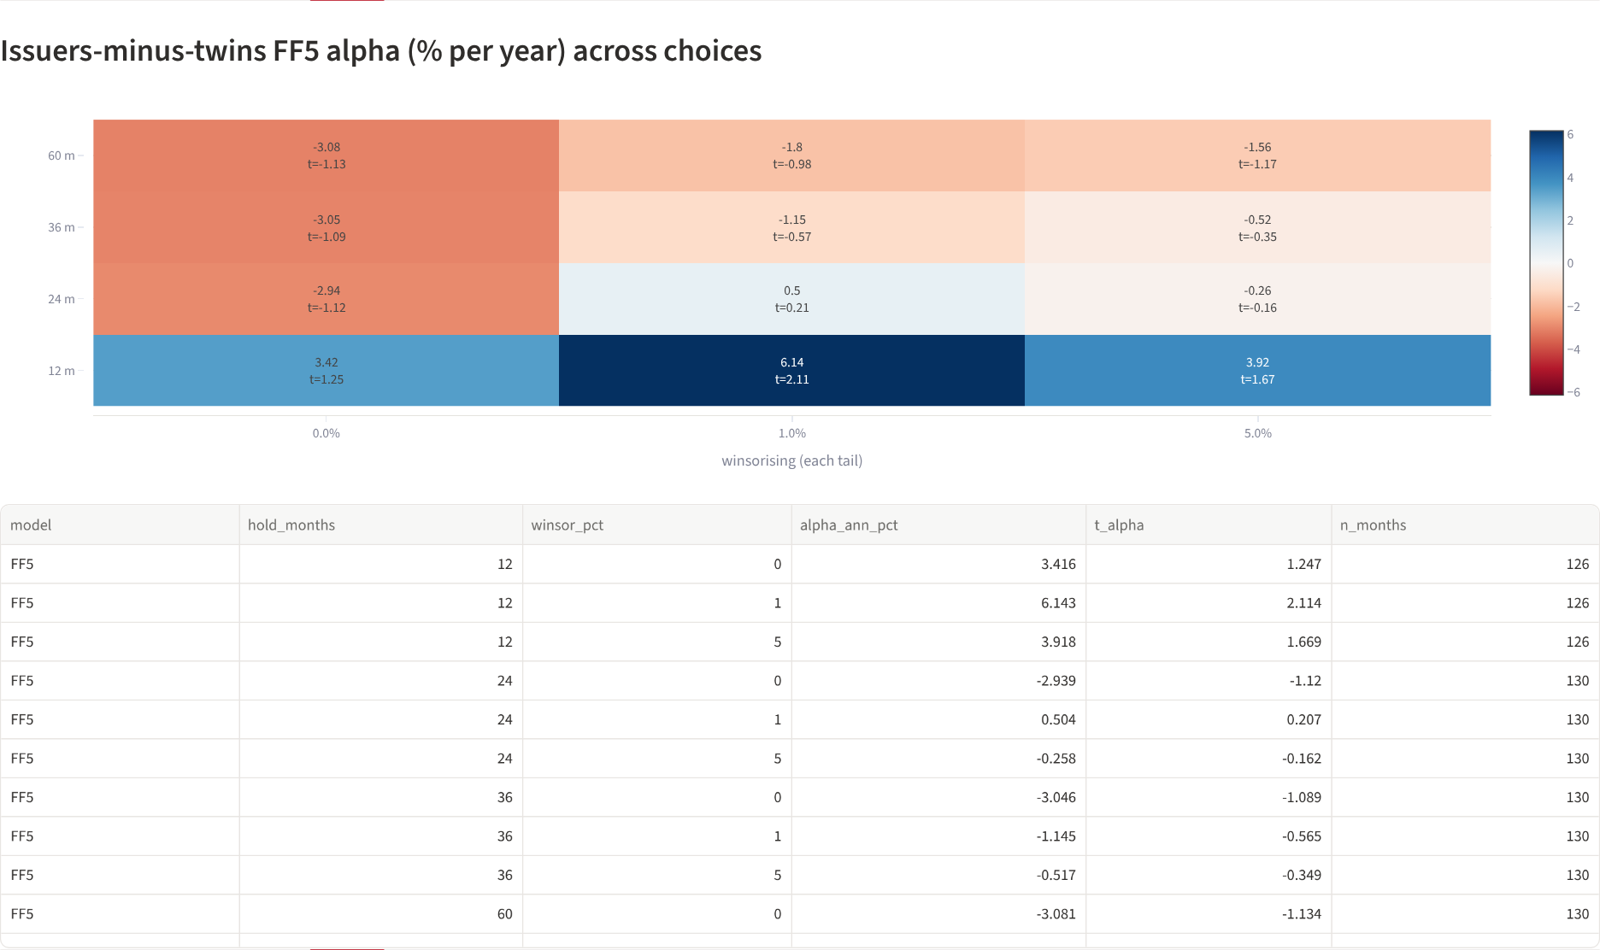 Issuers-minus-twins FF5 alpha (% per year) across choices
60 m
-3.08
t=-1.13
-1.8
t=-0.98
-1.56
t=-1.17
36 m
-3.05
t=-1.09
-1.15
t=-0.57
-0.52
t=-0.35
24 m
-2.94
t=-1.12
0.5
t=0.21
-0.26
t=-0.16
12 m
3.42
t=1.25
6.14
t=2.11
3.92
t=1.67
0.0%
1.0%
5.0%
winsorising (each tail)
6
4
2
0
−2
−4
−6
model hold_months winsor_pct alpha_ann_pct t_alpha n_months
FF5 12 0 3.416 1.247 126
FF5 12 1 6.143 2.114 126
FF5 12 5 3.918 1.669 126
FF5 24 0 -2.939 -1.12 130
FF5 24 1 0.504 0.207 130
FF5 24 5 -0.258 -0.162 130
FF5 36 0 -3.046 -1.089 130
FF5 36 1 -1.145 -0.565 130
FF5 36 5 -0.517 -0.349 130
FF5 60 0 -3.081 -1.134 130